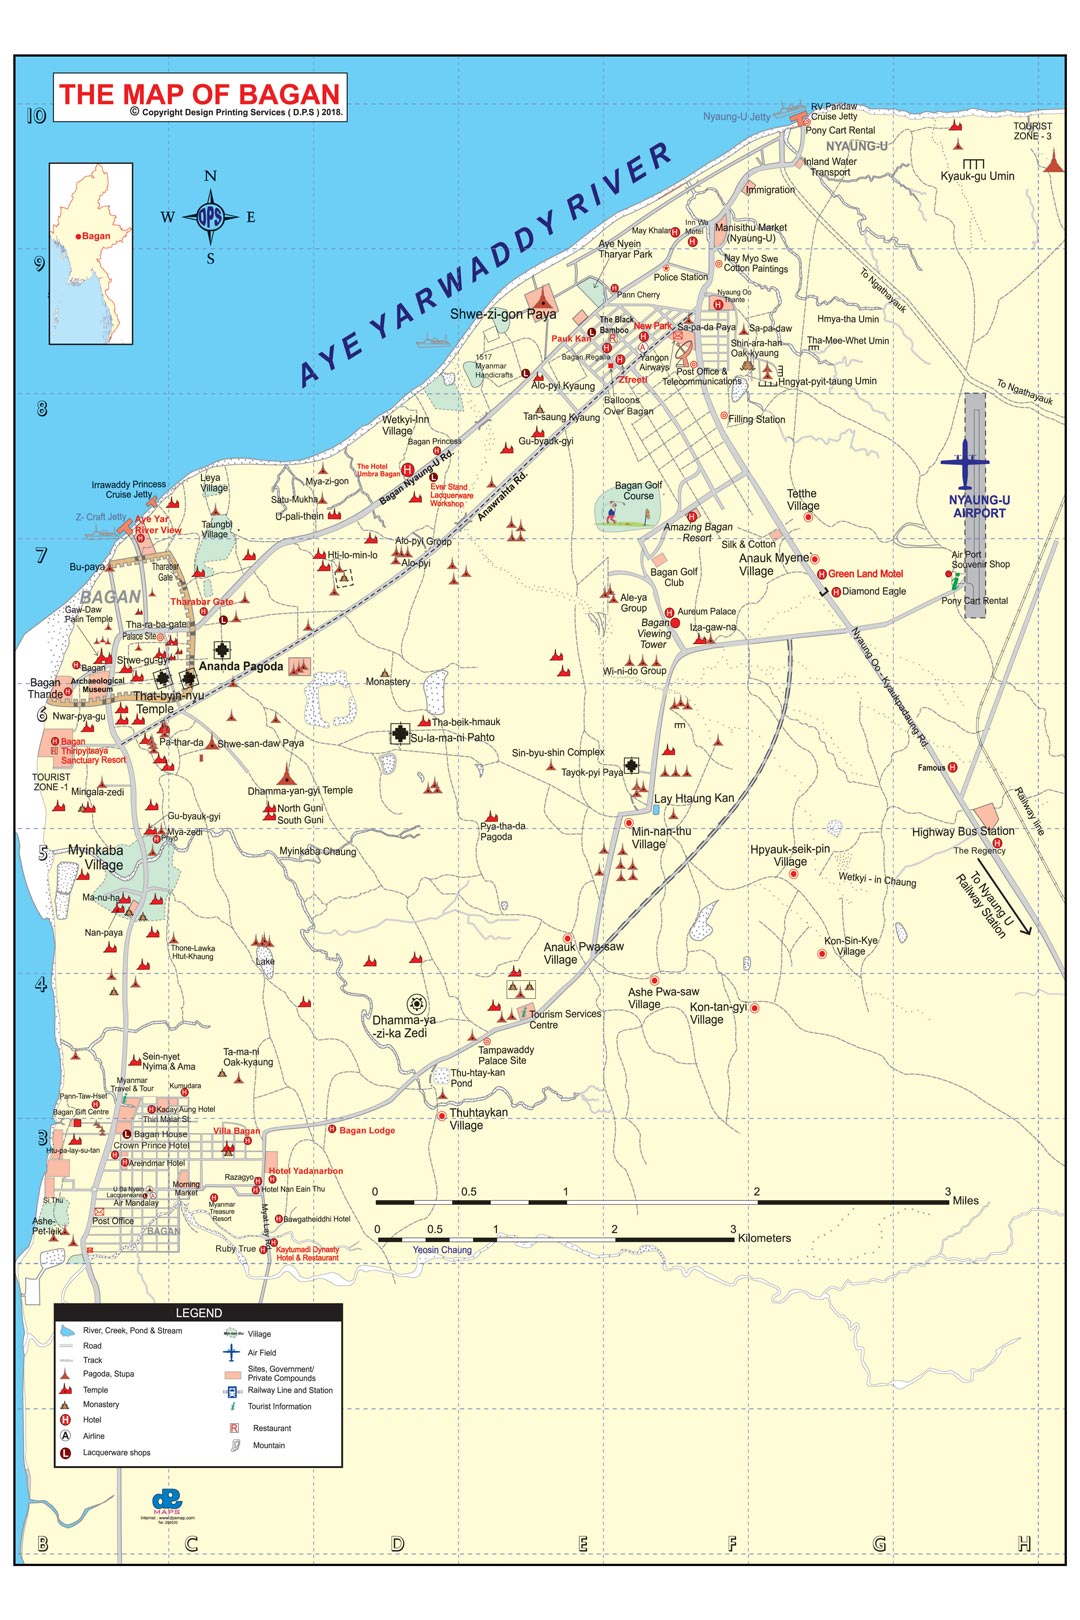 THE MAP OF BAGAN
© Copyright Design Printing Services ( D.P.S ) 2018.
10
9
8
7
6
5
4
3
Bagan
N
W
DPS
E
S
AYE YARWADDY RIVER
RV Pandaw
Cruise Jetty
Nyaung-U Jetty
Pony Cart Rental
NYAUNG-U
TOURIST
ZONE - 3
Inland Water
Transport
Kyauk-gu Umin
Immigration
Inn Wa
Motel
May Khalar
Manisithu Market
(Nyaung-U)
Aye Nyein
Tharyar Park
Nay Myo Swe
Cotton Paintings
Police Station
To Ngathayauk
Pann Cherry
Nyaung Oo
Thante
Shwe-zi-gon Paya
The Black
Bamboo
New Park
Hmya-tha Umin
Sa-pa-da Paya
Sa-pa-daw
Pauk Kan
Shin-ara-han
Oak-kyaung
Tha-Mee-Whet Umin
Bagan Regalia
Yangon
Airways
1517
Myanmar
Handicrafts
Post Office &
Telecommunications
Hngyat-pyit-taung Umin
Zfreeti
To Ngathayauk
Alo-pyi Kyaung
Balloons
Over Bagan
Tan-saung Kyaung
Filling Station
Wetkyi-Inn
Village
Bagan Princess
Gu-byauk-gyi
The Hotel
Umbra Bagan
Bagan Nyaung-U Rd.
Ever Stand
Lacquerware
Workshop
Anawrahta Rd.
Irrawaddy Princess
Cruise Jetty
Leya
Village
Mya-zi-gon
Satu-Mukha
U-pali-thein
Bagan Golf
Course
Tetthe
Village
NYAUNG-U
AIRPORT
Z- Craft Jetty
Aye Yar
River View
Taungbi
Village
Amazing Bagan
Resort
Silk & Cotton
Alo-pyi Group
Alo-pyi
Hti-lo-min-lo
Anauk Myene
Village
Air Port
Souvenir Shop
Bu-paya
Tharabar
Gate
Bagan Golf
Club
Green Land Motel
BAGAN
Tharabar Gate
Ale-ya
Group
Diamond Eagle
Pony Cart Rental
Gaw-Daw
Palin Temple
Aureum Palace
Tha-ra-ba-gate
Bagan
Viewing
Tower
Iza-gaw-na
Palace Site
Nyaung Oo - Kyaukpadaung Rd.
Shwe-gu-gyi
Ananda Pagoda
Bagan
Wi-ni-do Group
Archaeological
Museum
Bagan
Thande
Monastery
That-byin-nyu
Temple
Nwar-pya-gu
Tha-beik-hmauk
Su-la-ma-ni Pahto
Bagan
Thiripyitsaya
Sanctuary Resort
Pa-thar-da
Shwe-san-daw Paya
Sin-byu-shin Complex
Tayok-pyi Paya
Famous
TOURIST
ZONE -1
Mingala-zedi
Dhamma-yan-gyi Temple
Lay Htaung Kan
Railway line
North Guni
South Guni
Gu-byauk-gyi
Mya-zedi
Phyo
Pya-tha-da
Pagoda
Min-nan-thu
Village
Highway Bus Station
The Regency
Myinkaba
Village
Myinkaba Chaung
Hpyauk-seik-pin
Village
Wetkyi - in Chaung
To Nyaung U
Railway Station
Ma-nu-ha
Nan-paya
Thone-Lawka
Htut-Khaung
Lake
Anauk Pwa-saw
Village
Kon-Sin-Kye
Village
Ashe Pwa-saw
Village
Kon-tan-gyi
Village
Dhamma-ya
-zi-ka Zedi
Tourism Services
Centre
Tampawaddy
Palace Site
Sein-nyet
Nyima & Ama
Ta-ma-ni
Oak-kyaung
Thu-htay-kan
Pond
Myanmar
Travel & Tour
Kumudara
Pann-Taw-Hset
Bagan Gift Centre
Kaday Aung Hotel
Thiri Malar St.
Thuhtaykan
Village
Bagan House
Villa Bagan
Bagan Lodge
Htu-pa-lay-su-tan
Crown Prince Hotel
Areindmar Hotel
Hotel Yadanarbon
Razagyo
Morning
Market
Hotel Nan Eain Thu
U Ba Nyein
Lacquerware
Si Thu
Air Mandalay
Myanmar
Treasure
Resort
Ashe-
Pet-leik
Post Office
Bawgatheiddhi Hotel
BAGAN
Ruby True
Kaytumadi Dynasty
Hotel & Restaurant
0 0.5 1 2 3 Miles
0 0.5 1 2 3 Kilometers
Yeosin Chaung
LEGEND
River, Creek, Pond & Stream
Road
Track
Pagoda, Stupa
Temple
Monastery
Hotel
Airline
Lacquerware shops
Village
Air Field
Sites, Government/
Private Compounds
Railway Line and Station
Tourist Information
Restaurant
Mountain
MAPS
B C D E F G H